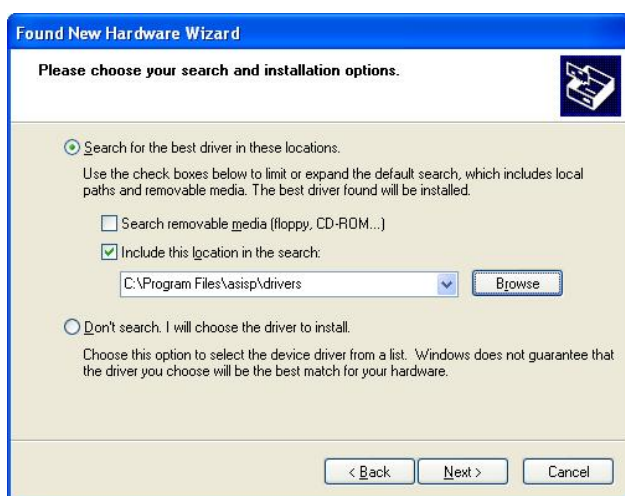 Found New Hardware Wizard
Please choose your search and installation options.
Search for the best driver in these locations.
Use the check boxes below to limit or expand the default search, which includes local
paths and removable media. The best driver found will be installed.
Search removable media (floppy, CD-ROM...)
Include this location in the search:
C:\Program Files\asisp\drivers
Browse
Don't search. I will choose the driver to install.
Choose this option to select the device driver from a list. Windows does not guarantee that
the driver you choose will be the best match for your hardware.
< Back
Next >
Cancel